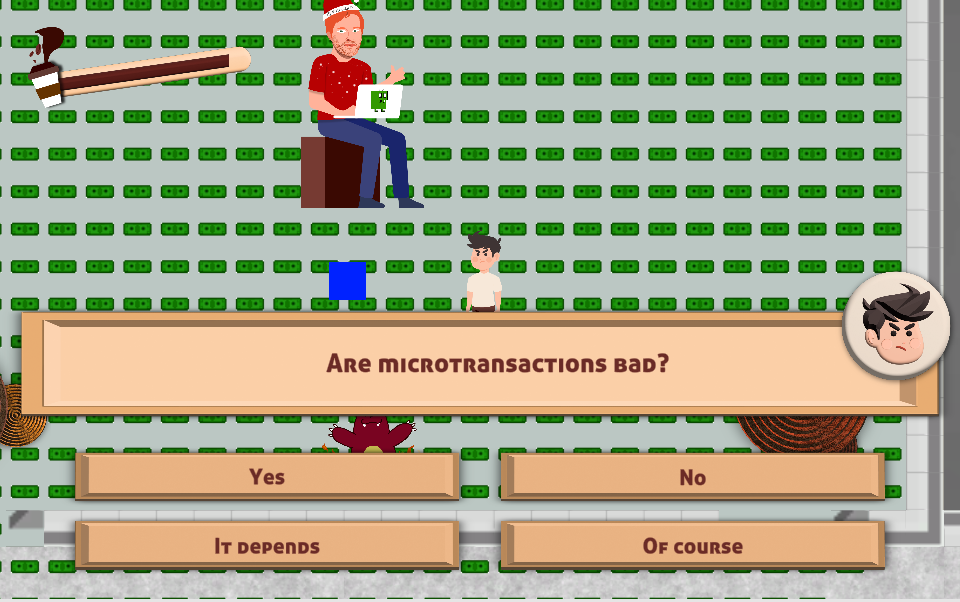 Are microtransactions bad?
Yes
No
It depends
Of course